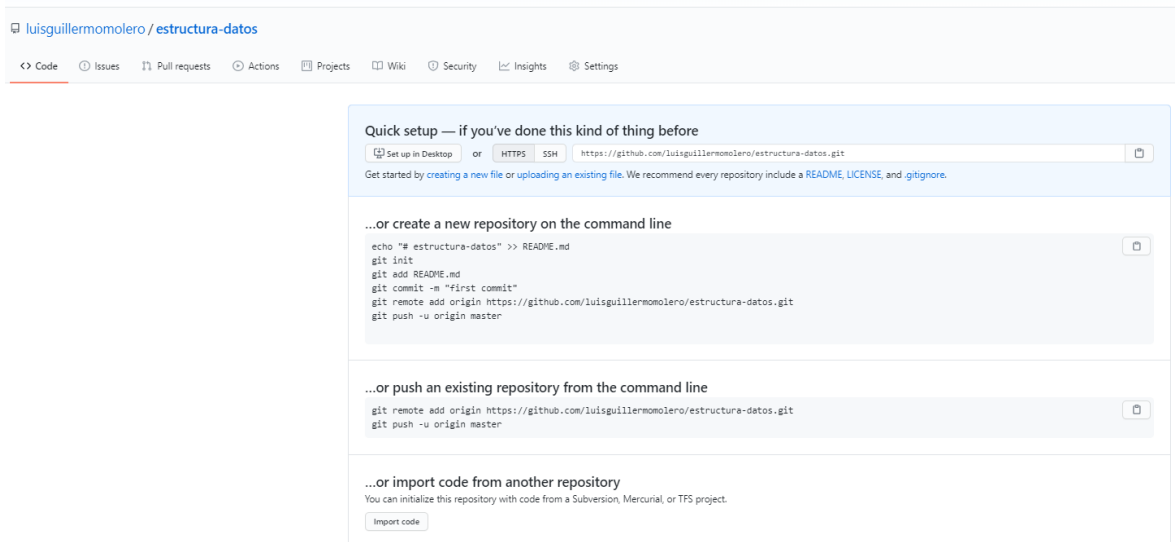 luisguillermomolero / estructura-datos
<> Code Issues Pull requests Actions Projects Wiki Security Insights Settings
Quick setup — if you’ve done this kind of thing before
Set up in Desktop or HTTPS SSH https://github.com/luisguillermomolero/estructura-datos.git
Get started by creating a new file or uploading an existing file. We recommend every repository include a README, LICENSE, and .gitignore.
…or create a new repository on the command line
echo "# estructura-datos" >> README.md
git init
git add README.md
git commit -m "first commit"
git remote add origin https://github.com/luisguillermomolero/estructura-datos.git
git push -u origin master
…or push an existing repository from the command line
git remote add origin https://github.com/luisguillermomolero/estructura-datos.git
git push -u origin master
…or import code from another repository
You can initialize this repository with code from a Subversion, Mercurial, or TFS project.
Import code